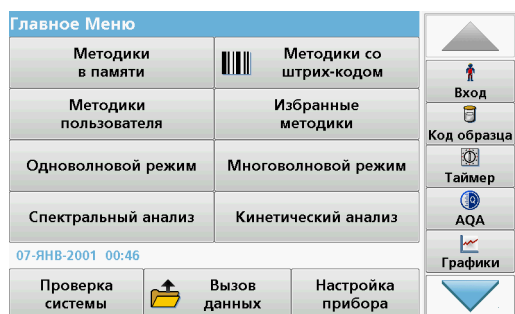 Главное Меню
Методики
в памяти
Методики со
штрих-кодом
Методики
пользователя
Избранные
методики
Одноволновой режим
Многоволновой режим
Спектральный анализ
Кинетический анализ
07-ЯНВ-2001 00:46
Проверка
системы
Вызов
данных
Настройка
прибора
Вход
Код образца
Таймер
AQA
Графики